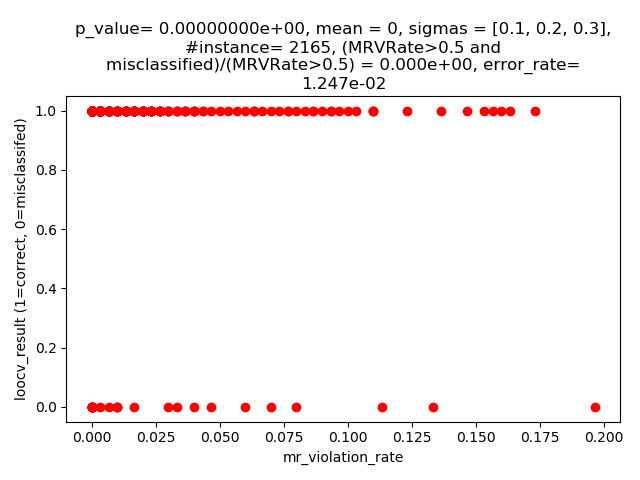 p_value= 0.00000000e+00, mean = 0, sigmas = [0.1, 0.2, 0.3],
#instance= 2165, (MRVRate>0.5 and
misclassified)/(MRVRate>0.5) = 0.000e+00, error_rate=
1.247e-02
1.0
0.8
0.6
0.4
0.2
0.0
loocv_result (1=correct, 0=misclassifed)
0.000
0.025
0.050
0.075
0.100
0.125
0.150
0.175
0.200
mr_violation_rate